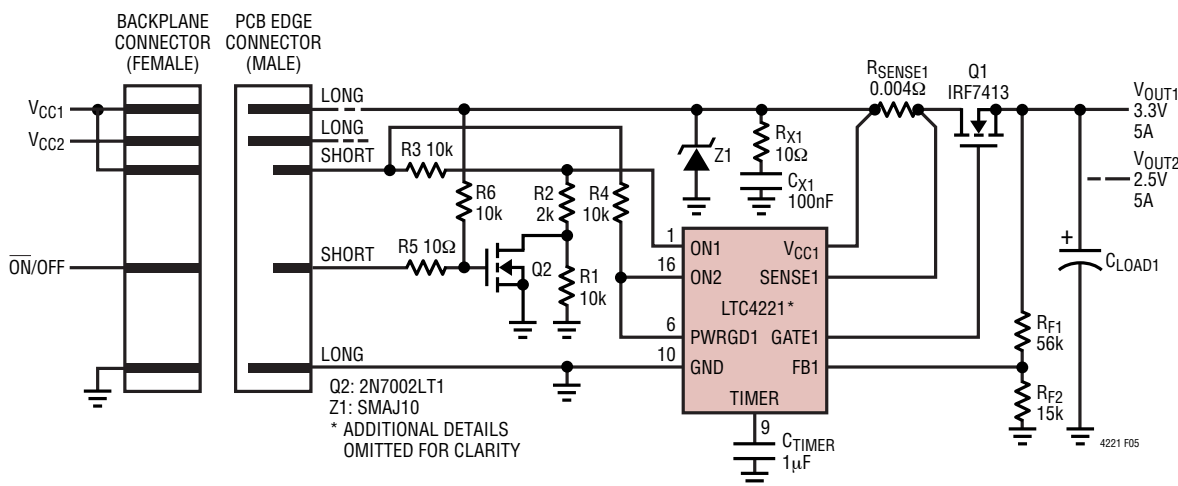 BACKPLANE
CONNECTOR
(FEMALE)
PCB EDGE
CONNECTOR
(MALE)
VCC1
VCC2
ON/OFF
LONG
LONG
SHORT
SHORT
LONG
R3 10k
R6
10k
R2
2k
R4
10k
R5 10Ω
Q2
R1
10k
Z1
RX1
10Ω
CX1
100nF
RSENSE1
0.004Ω
Q1
IRF7413
VOUT1
3.3V
5A
VOUT2
2.5V
5A
1
ON1
VCC1
16
ON2
SENSE1
LTC4221*
6
PWRGD1
GATE1
10
GND
FB1
TIMER
9
CTIMER
1µF
+
CLOAD1
RF1
56k
RF2
15k
Q2: 2N7002LT1
Z1: SMAJ10
* ADDITIONAL DETAILS
OMITTED FOR CLARITY
4221 F05